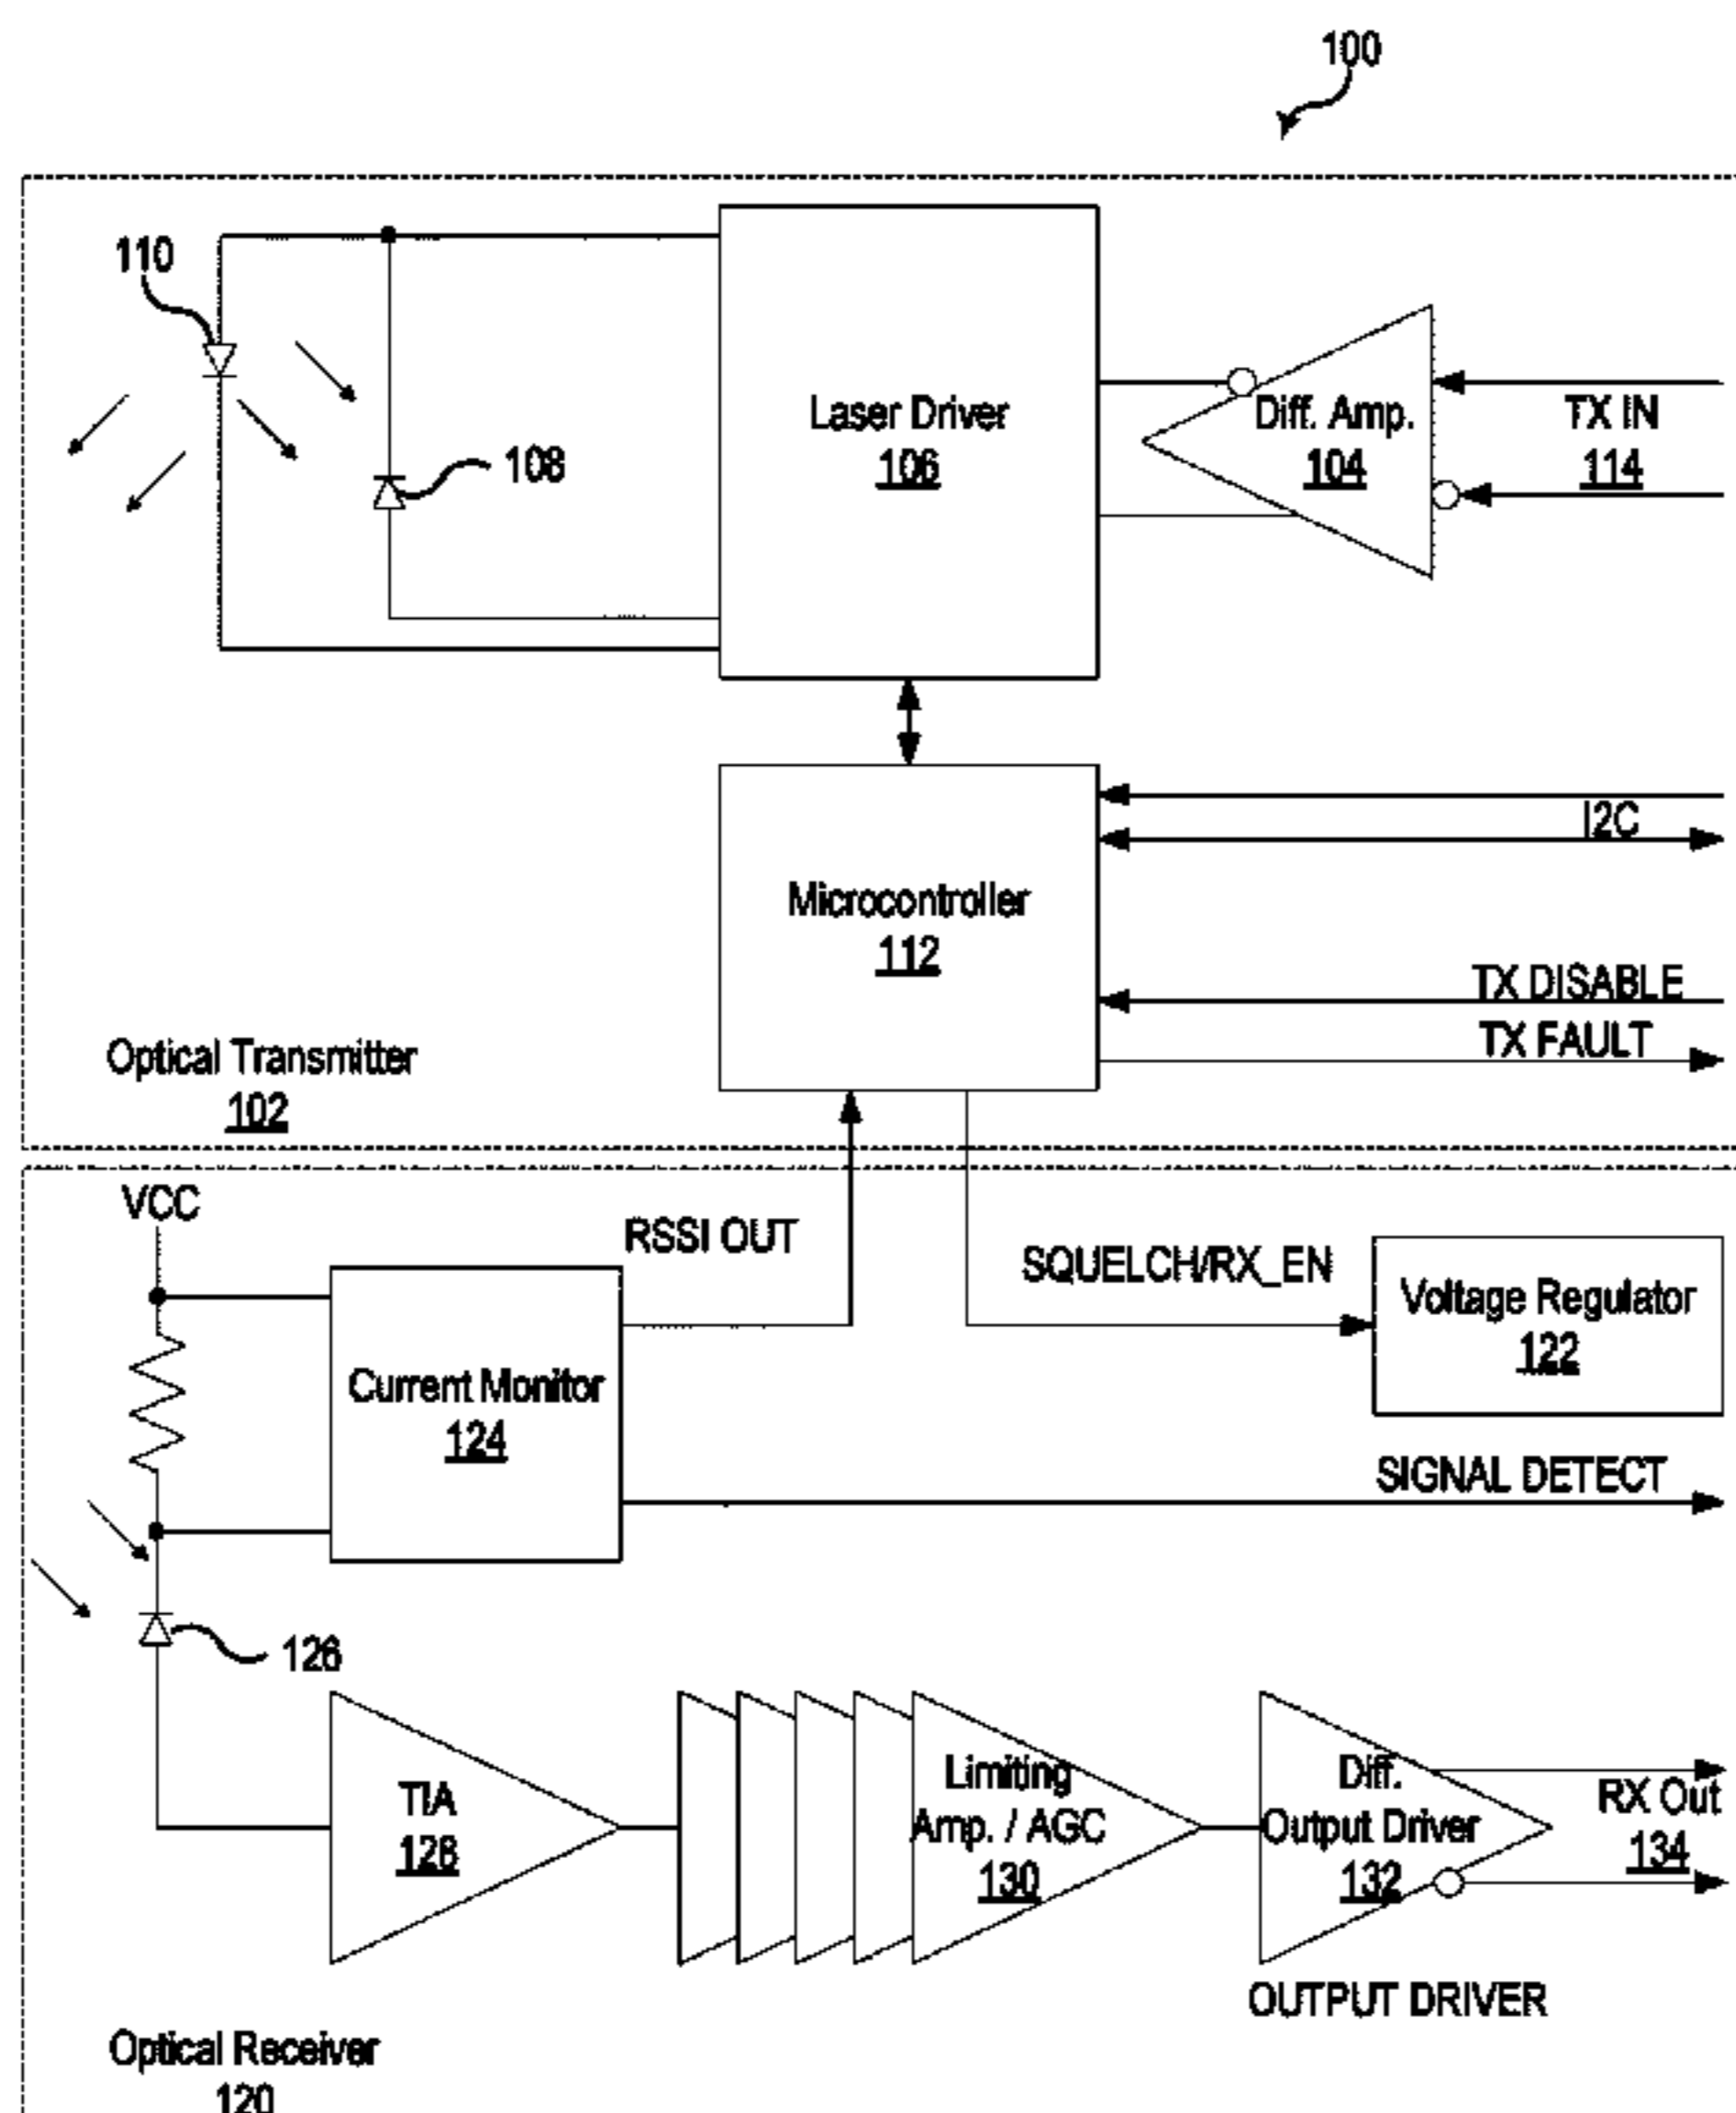 100
110
108
Laser Driver
106
Diff. Amp.
104
TX IN
114
I2C
Microcontroller
112
TX DISABLE
TX FAULT
Optical Transmitter
102
VCC
RSSI OUT
SQUELCH/RX_EN
Voltage Regulator
122
Current Monitor
124
SIGNAL DETECT
126
TIA
128
Limiting
Amp. / AGC
130
Diff.
Output Driver
132
RX Out
134
OUTPUT DRIVER
Optical Receiver
120